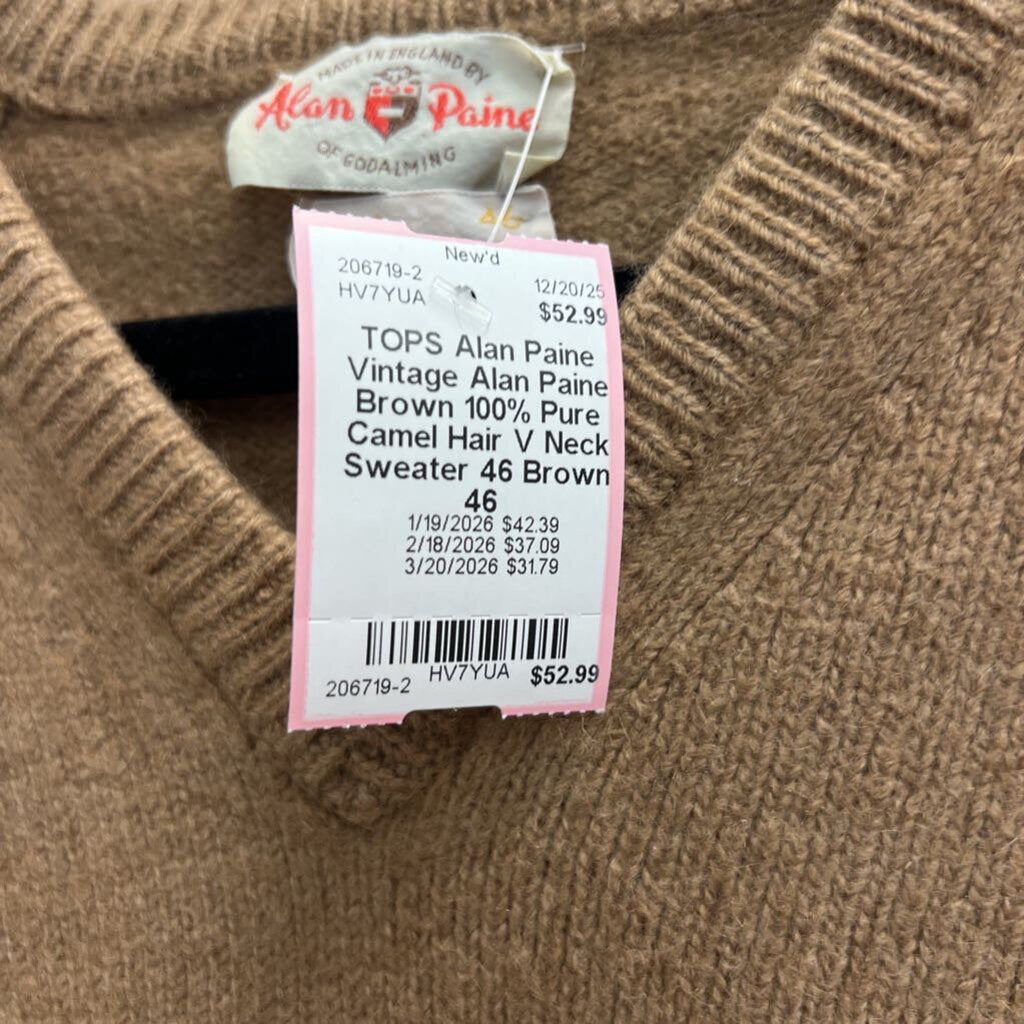 MADE IN ENGLAND BY
Alan Paine
OF GODALMING
46
New'd
206719-2
12/20/25
HV7YUA
$52.99
TOPS Alan Paine
Vintage Alan Paine
Brown 100% Pure
Camel Hair V Neck
Sweater 46 Brown
46
1/19/2026 $42.39
2/18/2026 $37.09
3/20/2026 $31.79
HV7YUA
206719-2
$52.99